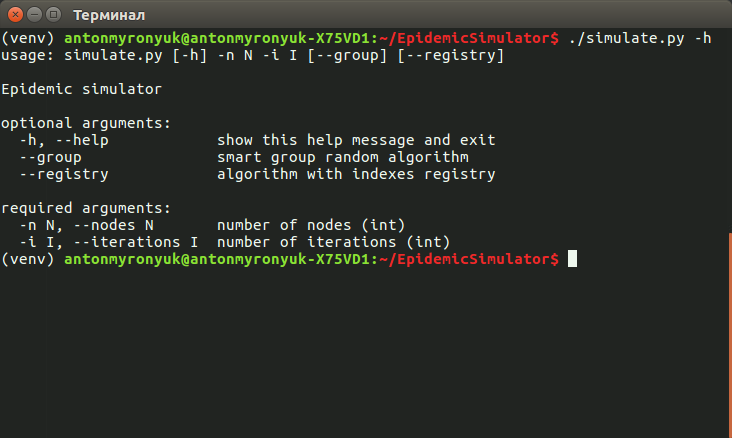 Терминал
(venv) antonmyronyuk@antonmyronyuk-X75VD1:~/EpidemicSimulator$ ./simulate.py -h
usage: simulate.py [-h] -n N -i I [--group] [--registry]
Epidemic simulator
optional arguments:
  -h, --help            show this help message and exit
  --group               smart group random algorithm
  --registry            algorithm with indexes registry
required arguments:
  -n N, --nodes N       number of nodes (int)
  -i I, --iterations I  number of iterations (int)
(venv) antonmyronyuk@antonmyronyuk-X75VD1:~/EpidemicSimulator$